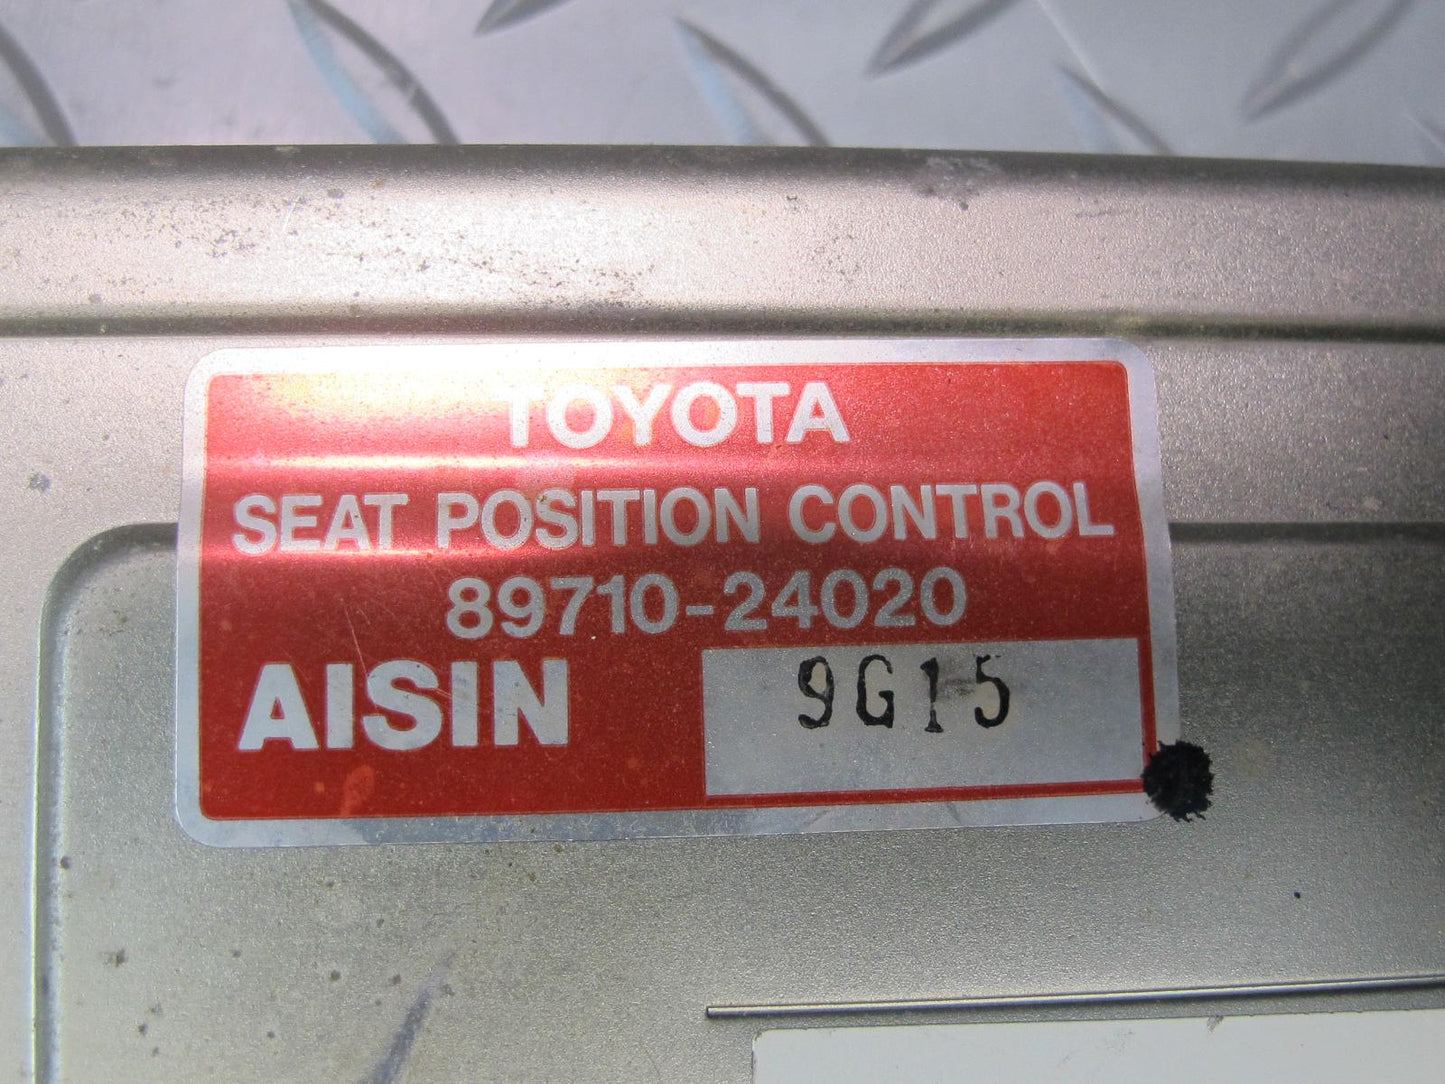 TOYOTA
SEAT POSITION CONTROL
89710-24020
AISIN
9G15